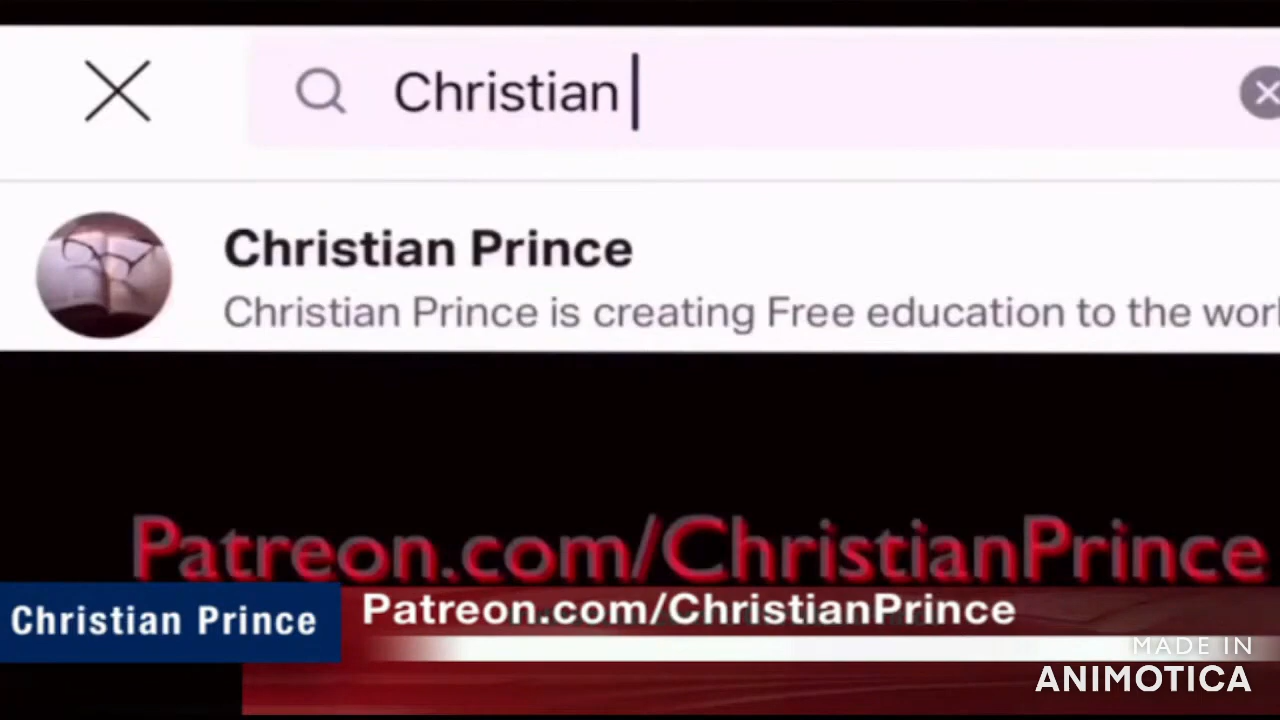 Christian
Christian Prince
Christian Prince is creating Free education to the
Patreon.com/ChristianPrince
Christian Prince
Patreon.com/ChristianPrince
MADE IN
ANIMOTICA